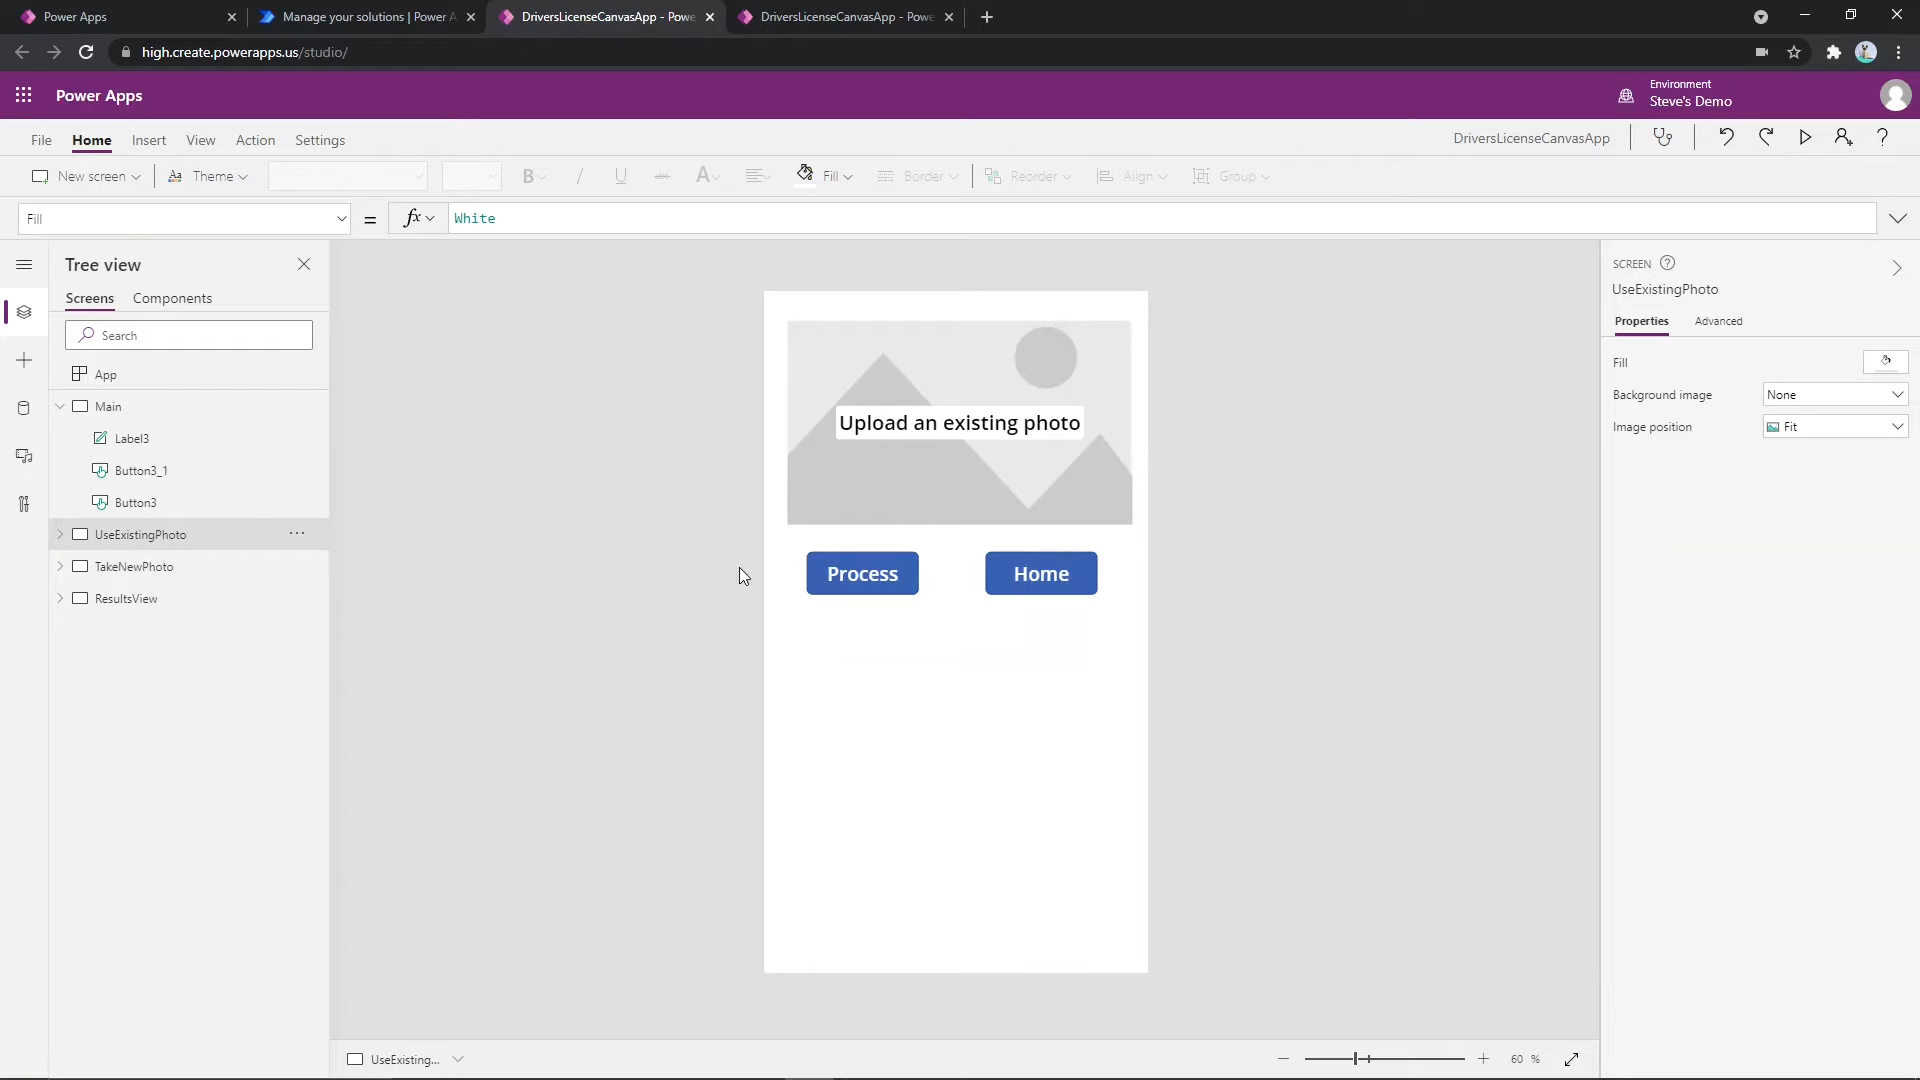 Power Apps
Manage your solutions | Power A
DriversLicenseCanvasApp - Powe
DriversLicenseCanvasApp - Powe
high.create.powerapps.us/studio/
Power Apps
Environment
Steve's Demo
File Home Insert View Action Settings
DriversLicenseCanvasApp
New screen
Theme
B
Fill
Border
Reorder
Align
Group
Fill
=
fx
White
Tree view
Screens Components
Search
App
Main
Label3
Button3_1
Button3
UseExistingPhoto
TakeNewPhoto
ResultsView
Upload an existing photo
Process
Home
SCREEN
UseExistingPhoto
Properties Advanced
Fill
Background image None
Image position Fit
UseExisting...
60 %